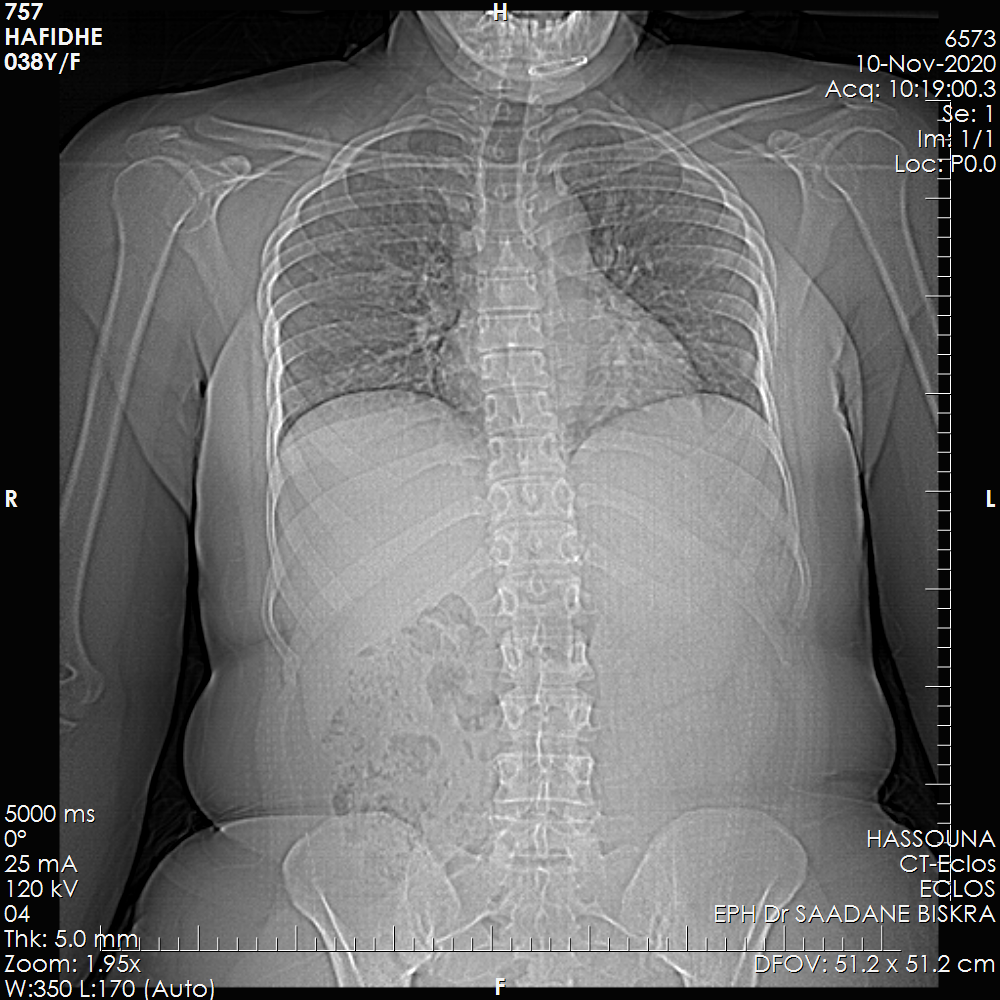 757
HAFIDHE
038Y/F
H
6573
10-Nov-2020
Acq: 10:19:00.3
Se: 1
Im: 1/1
Loc: P0.0
R
L
5000 ms
0°
25 mA
120 kV
04
Thk: 5.0 mm
Zoom: 1.95x
W:350 L:170 (Auto)
F
HASSOUNA
CT-Eclos
ECLOS
EPH Dr SAADANE BISKRA
DFOV: 51.2 x 51.2 cm